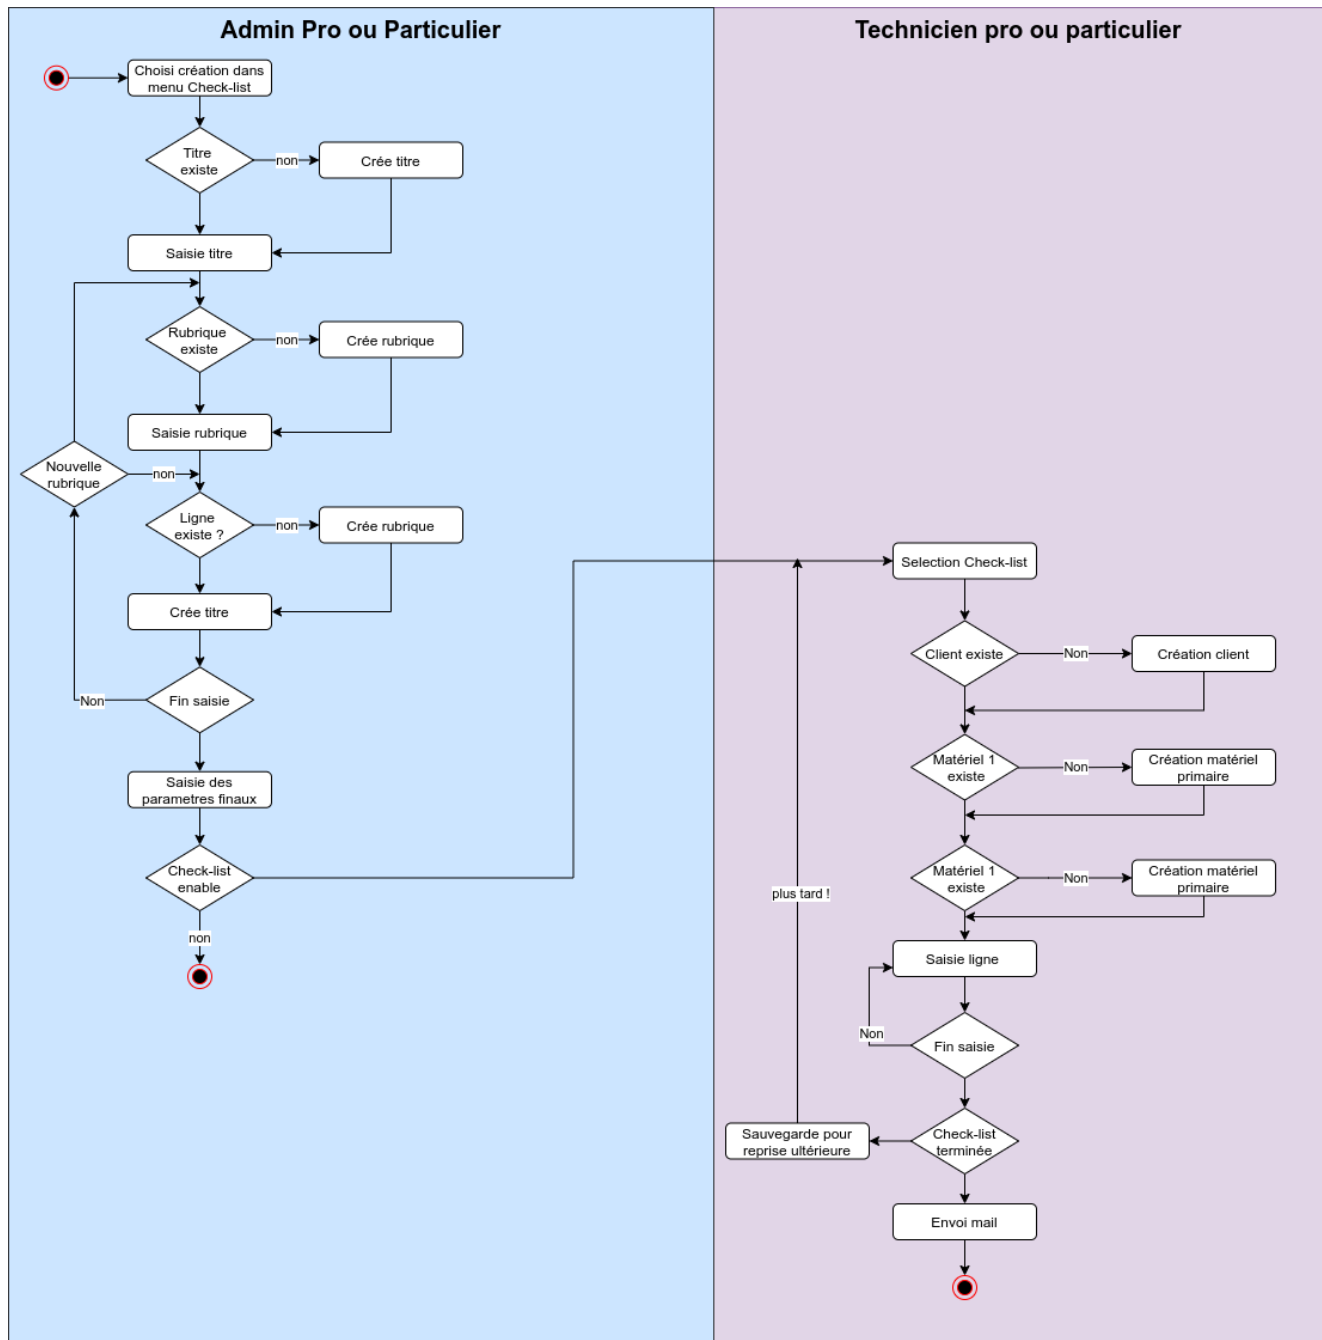 Admin Pro ou Particulier
Choisi création dans
menu Check-list
Titre
existe
non
Crée titre
Saisie titre
Rubrique
existe
non
Crée rubrique
Saisie rubrique
Nouvelle
rubrique
non
Ligne
existe ?
non
Crée rubrique
Crée titre
Fin saisie
Non
Saisie des
parametres finaux
Check-list
enable
non
Technicien pro ou particulier
Selection Check-list
Client existe
Non
Création client
Matériel 1
existe
Non
Création matériel
primaire
Matériel 1
existe
Non
Création matériel
primaire
plus tard !
Saisie ligne
Non
Fin saisie
Check-list
terminée
Sauvegarde pour
reprise ultérieure
Envoi mail